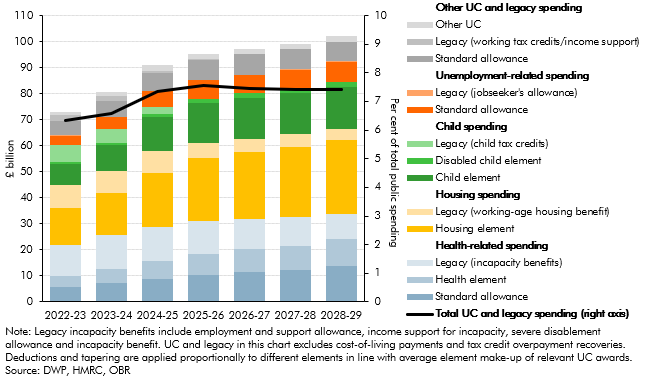 110
100
90
80
70
60
50
40
30
20
10
0
£ billion
10
9
8
7
6
5
4
3
2
1
0
Per cent of total public spending
2022-23 2023-24 2024-25 2025-26 2026-27 2027-28 2028-29
Other UC and legacy spending
Other UC
Legacy (working tax credits/income support)
Standard allowance
Unemployment-related spending
Legacy (jobseeker's allowance)
Standard allowance
Child spending
Legacy (child tax credits)
Disabled child element
Child element
Housing spending
Legacy (working-age housing benefit)
Housing element
Health-related spending
Legacy (incapacity benefits)
Health element
Standard allowance
Total UC and legacy spending (right axis)
Note: Legacy incapacity benefits include employment and support allowance, income support for incapacity, severe disablement
allowance and incapacity benefit. UC and legacy in this chart excludes cost-of-living payments and tax credit overpayment recoveries.
Deductions and tapering are applied proportionally to different elements in line with average element make-up of relevant UC awards.
Source: DWP, HMRC, OBR